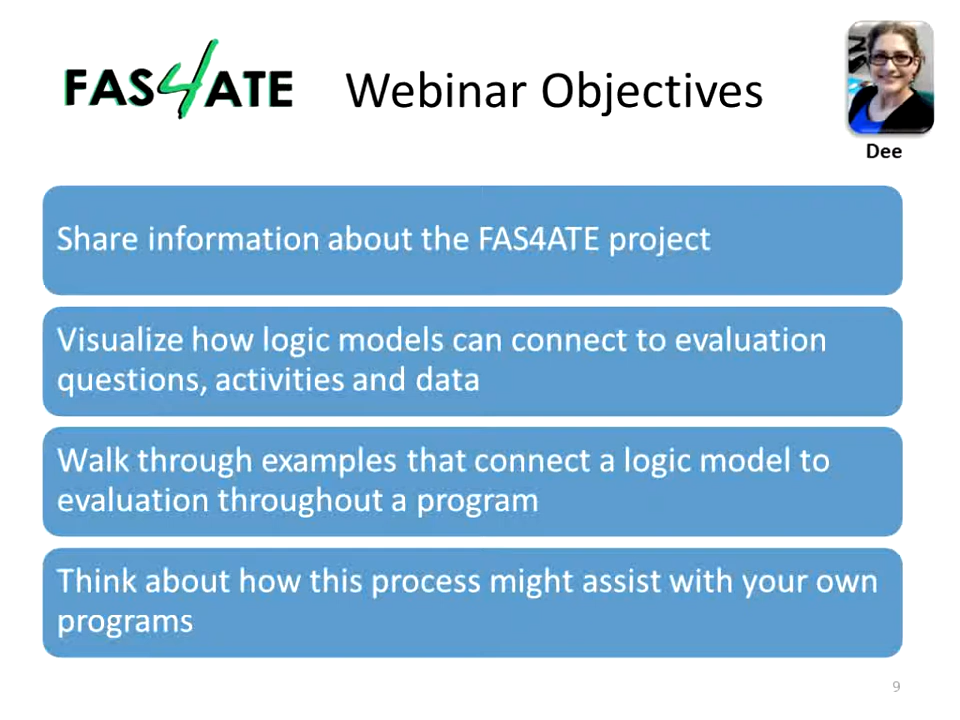 FAS4ATE Webinar Objectives
Dee
Share information about the FAS4ATE project
Visualize how logic models can connect to evaluation
questions, activities and data
Walk through examples that connect a logic model to
evaluation throughout a program
Think about how this process might assist with your own
programs
9